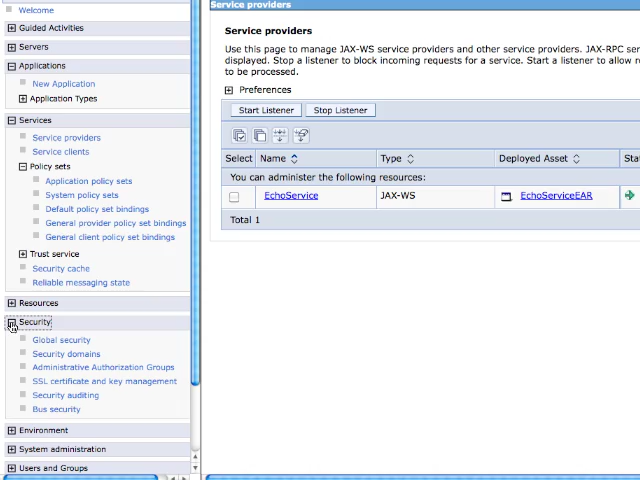 Welcome
Guided Activities
Servers
Applications
New Application
Application Types
Services
Service providers
Service clients
Policy sets
Application policy sets
System policy sets
Default policy set bindings
General provider policy set bindings
General client policy set bindings
Trust service
Security cache
Reliable messaging state
Resources
Security
Global security
Security domains
Administrative Authorization Groups
SSL certificate and key management
Security auditing
Bus security
Environment
System administration
Users and Groups
Service providers
Service providers
Use this page to manage JAX-WS service providers and other service providers. JAX-RPC ser
displayed. Stop a listener to block incoming requests for a service. Start a listener to allow r
to be processed.
Preferences
Start Listener Stop Listener
Select Name Type Deployed Asset Stat
You can administer the following resources:
EchoService JAX-WS EchoServiceEAR
Total 1